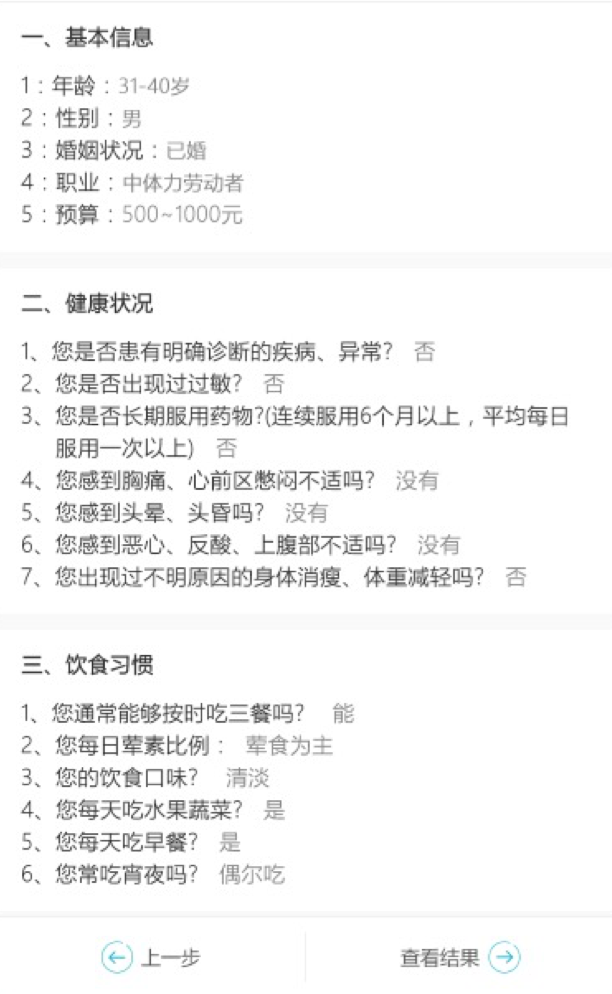 一、基本信息
1：年龄：31-40岁
2：性别：男
3：婚姻状况：已婚
4：职业：中体力劳动者
5：预算：500~1000元
二、健康状况
1、您是否患有明确诊断的疾病、异常? 否
2、您是否出现过过敏? 否
3、您是否长期服用药物?(连续服用6个月以上，平均每日
服用一次以上) 否
4、您感到胸痛、心前区憋闷不适吗? 没有
5、您感到头晕、头昏吗? 没有
6、您感到恶心、反酸、上腹部不适吗? 没有
7、您出现过不明原因的身体消瘦、体重减轻吗? 否
三、饮食习惯
1、您通常能够按时吃三餐吗? 能
2、您每日荤素比例： 荤食为主
3、您的饮食口味? 清淡
4、您每天吃水果蔬菜? 是
5、您每天吃早餐? 是
6、您常吃宵夜吗? 偶尔吃
上一步 查看结果